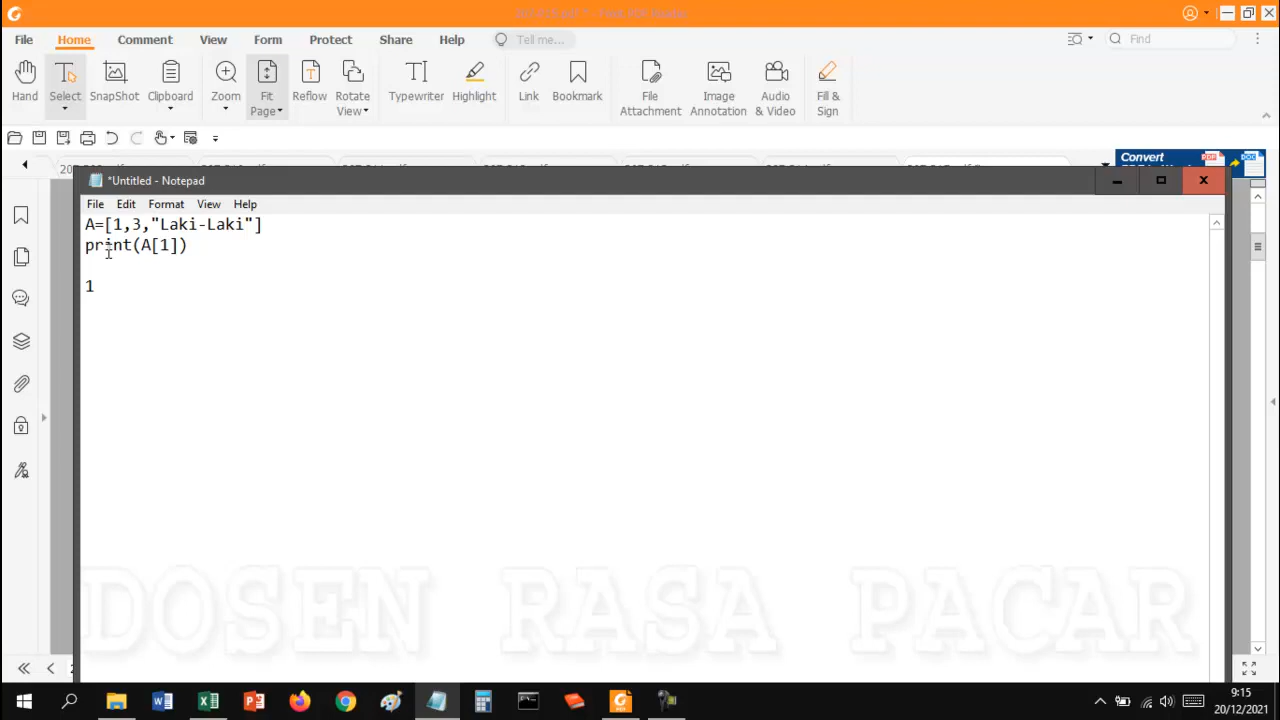 File Home Comment View Form Protect Share Help Tell me... Find
Hand Select SnapShot Clipboard Zoom Fit Page Reflow Rotate View Typewriter Highlight Link Bookmark File Attachment Image Annotation Audio & Video Fill & Sign
Convert
*Untitled - Notepad
File Edit Format View Help
A=[1,3,"Laki-Laki"]
print(A[1])
1
DOSEN RASA PACAR
9:15
20/12/2021